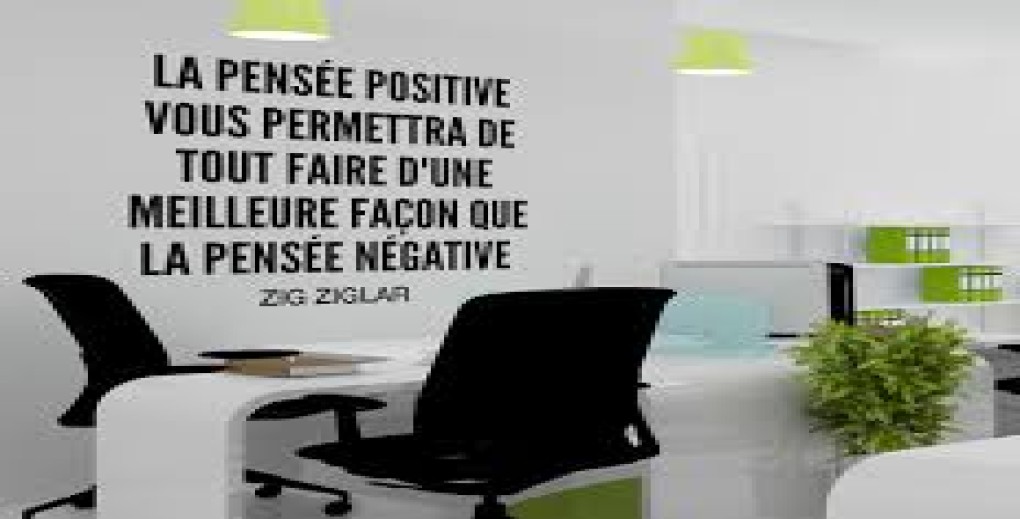 LA PENSÉE POSITIVE
VOUS PERMETTRA DE
TOUT FAIRE D'UNE
MEILLEURE FAÇON QUE
LA PENSÉE NÉGATIVE
ZIG ZIGLAR